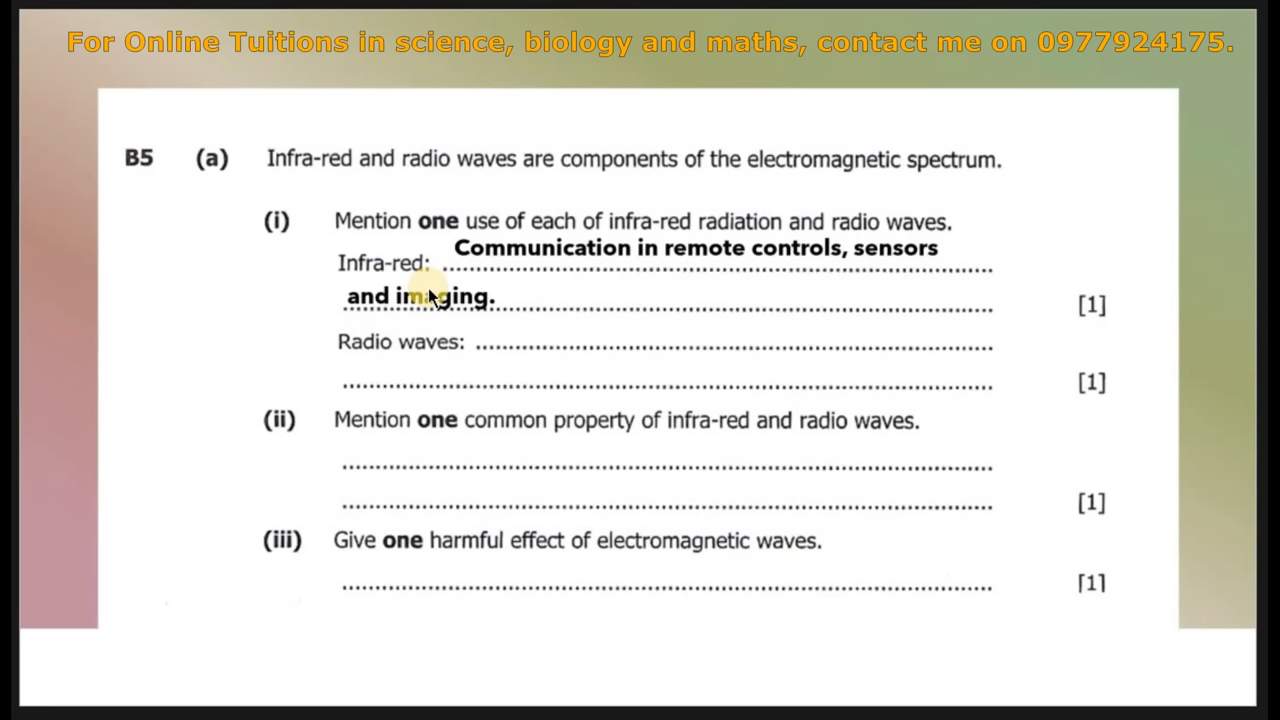 For Online Tuitions in science, biology and maths, contact me on 0977924175.
B5 (a) Infra-red and radio waves are components of the electromagnetic spectrum.
(i) Mention one use of each of infra-red radiation and radio waves.
Communication in remote controls, sensors
Infra-red: ........................................................................
and imaging.
........................................................................ [1]
Radio waves: ........................................................................
........................................................................ [1]
(ii) Mention one common property of infra-red and radio waves.
........................................................................
........................................................................ [1]
(iii) Give one harmful effect of electromagnetic waves.
........................................................................ [1]